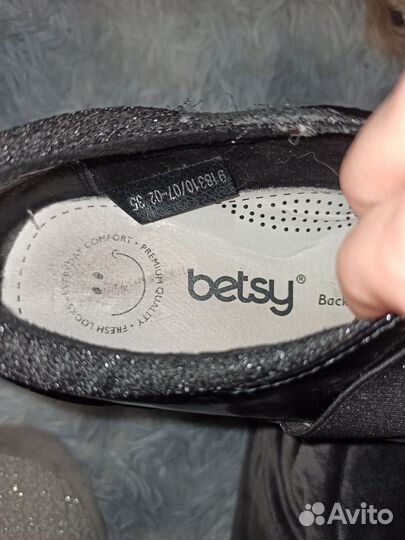 918310/07-02 35
EVERYDAY COMFORT • PREMIUM QUALITY • FRESH LOOKS •
betsy®
Back
Avito